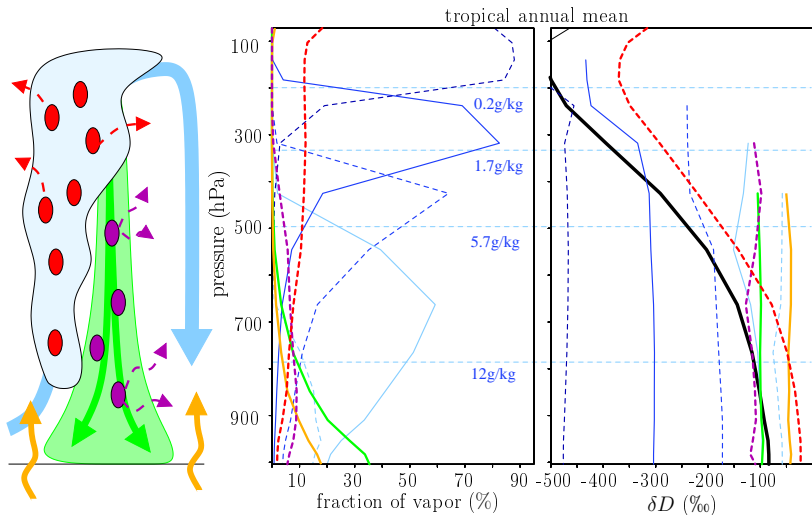 tropical annual mean
100
300
500
700
900
pressure (hPa)
0.2g/kg
1.7g/kg
5.7g/kg
12g/kg
10 30 50 70 90
fraction of vapor (%)
-500 -400 -300 -200 -100
δD (‰)